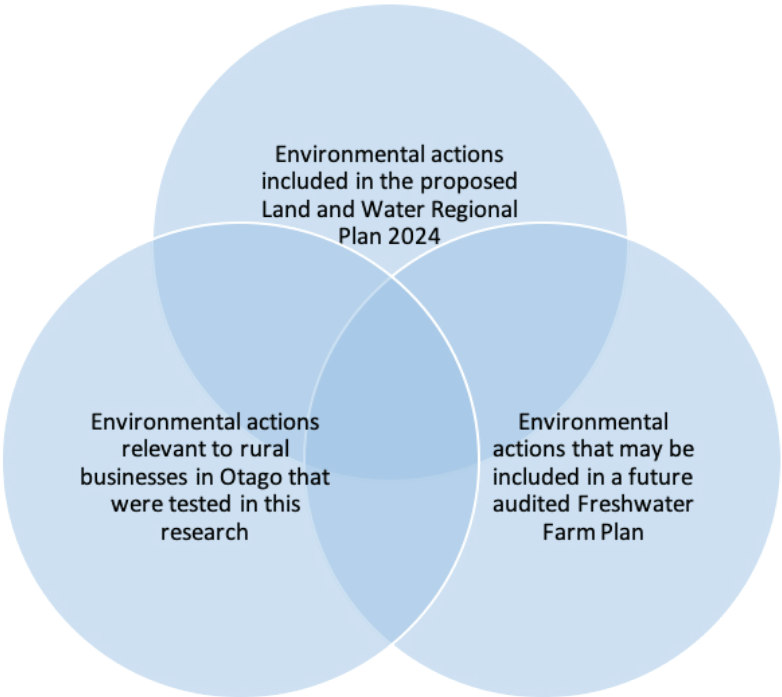 Environmental actions
included in the proposed
Land and Water Regional
Plan 2024
Environmental actions
relevant to rural
businesses in Otago that
were tested in this
research
Environmental
actions that may be
included in a future
audited Freshwater
Farm Plan